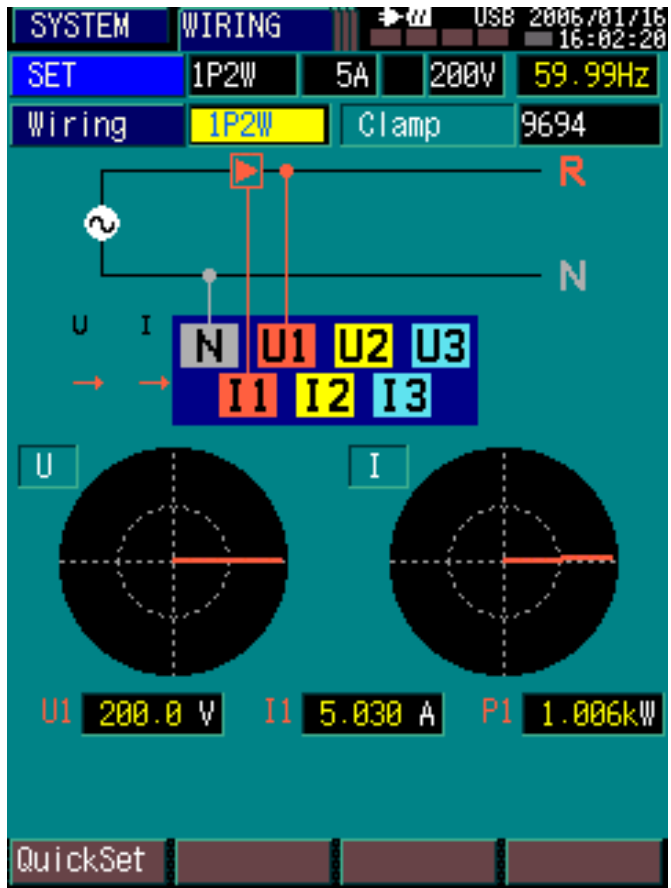 SYSTEM WIRING USB 2006/01/16
16:02:20
SET 1P2W 5A 200V 59.99Hz
Wiring 1P2W Clamp 9694
R
N
U I
N U1 U2 U3
I1 I2 I3
U I
U1 200.0 V I1 5.030 A P1 1.006kW
QuickSet